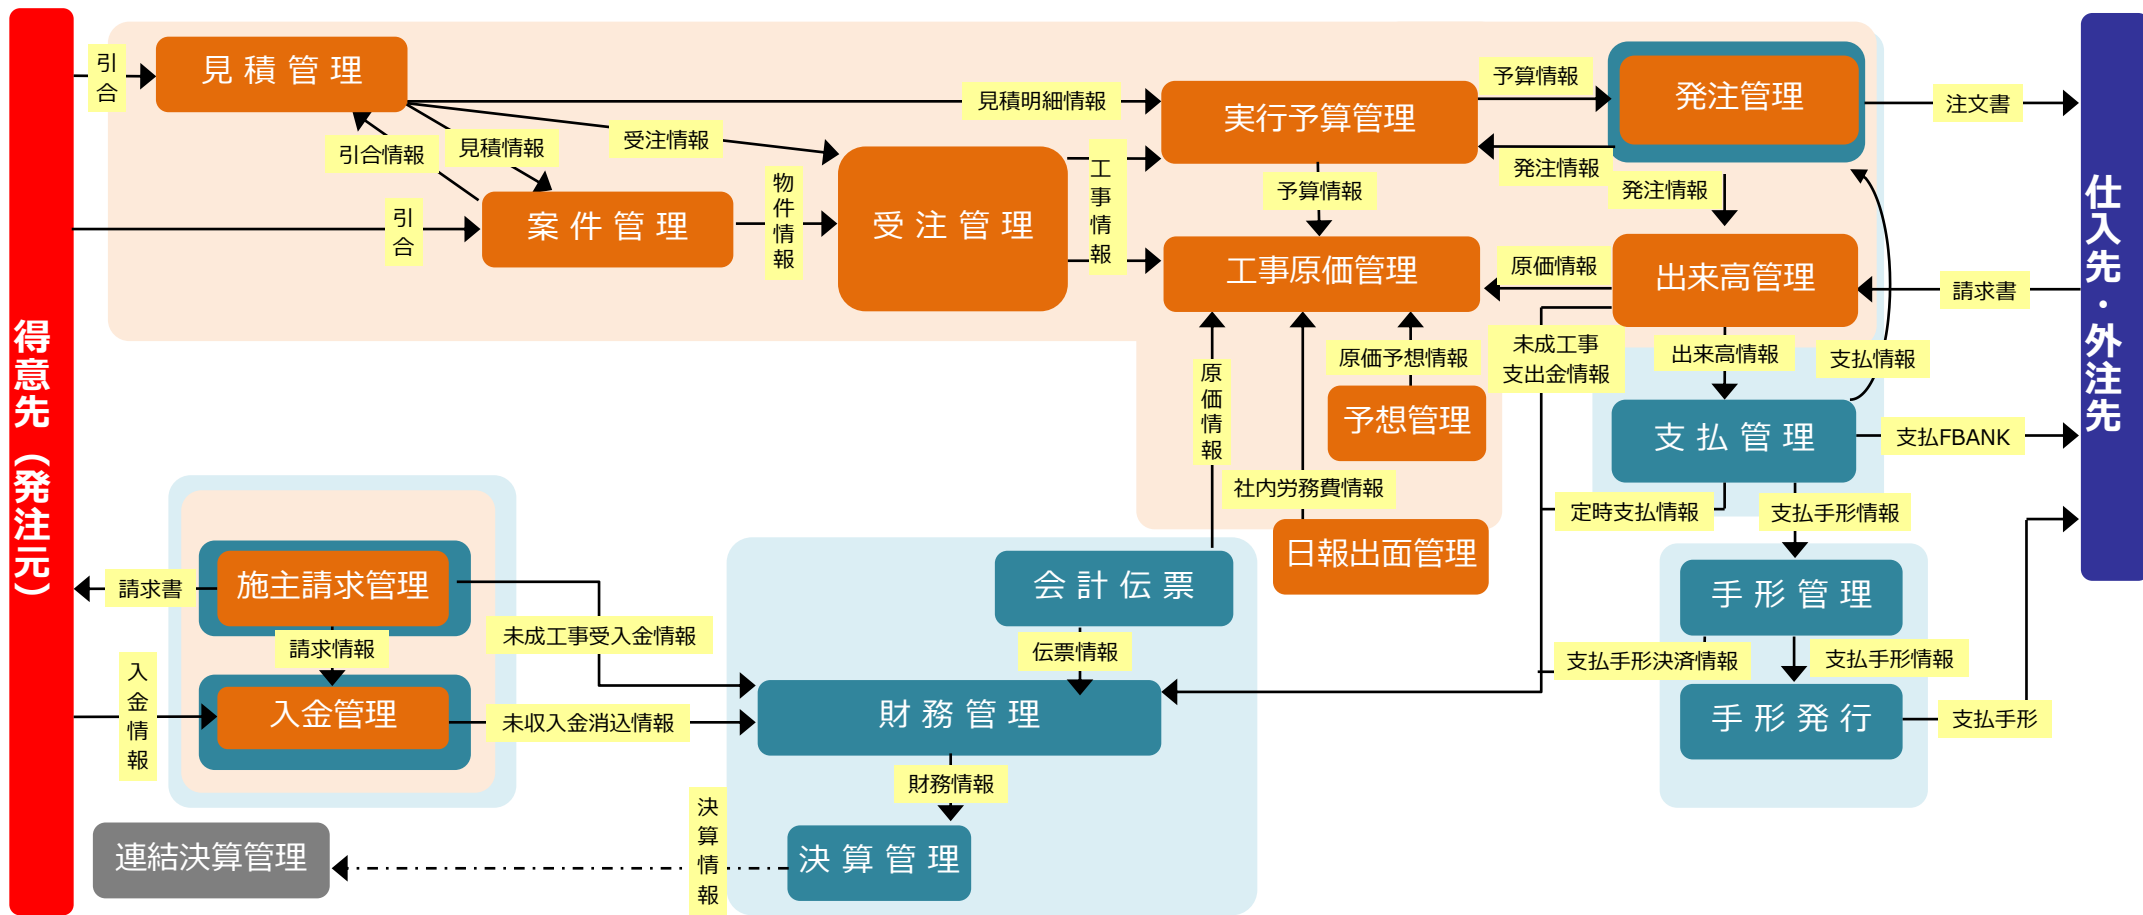 得意先（発注元）
引合
見積管理
見積明細情報
受注情報
引合情報
見積情報
引合
案件管理
物件情報
受注管理
工事情報
実行予算管理
予算情報
発注管理
注文書
仕入先・外注先
発注情報
発注情報
予算情報
工事原価管理
原価情報
出来高管理
請求書
未成工事
支出金情報
出来高情報
支払情報
原価情報
原価予想情報
予想管理
支払管理
支払FBANK
社内労務費情報
定時支払情報
支払手形情報
日報出面管理
会計伝票
手形管理
施主請求管理
請求書
請求情報
未成工事受入金情報
伝票情報
支払手形決済情報
支払手形情報
入金情報
入金管理
未収入金消込情報
財務管理
手形発行
支払手形
財務情報
決算情報
連結決算管理
決算管理